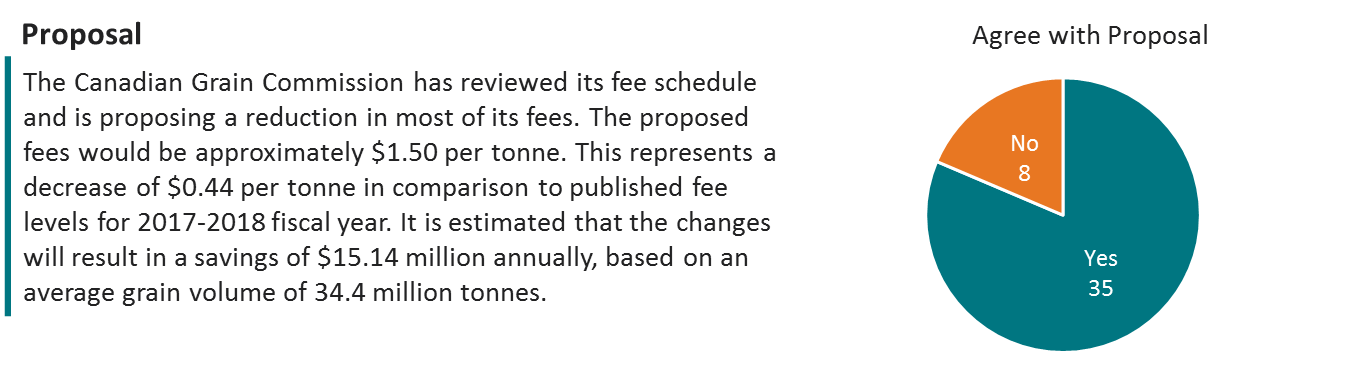 Proposal
The Canadian Grain Commission has reviewed its fee schedule
and is proposing a reduction in most of its fees. The proposed
fees would be approximately $1.50 per tonne. This represents a
decrease of $0.44 per tonne in comparison to published fee
levels for 2017-2018 fiscal year. It is estimated that the changes
will result in a savings of $15.14 million annually, based on an
average grain volume of 34.4 million tonnes.
Agree with Proposal
No
8
Yes
35